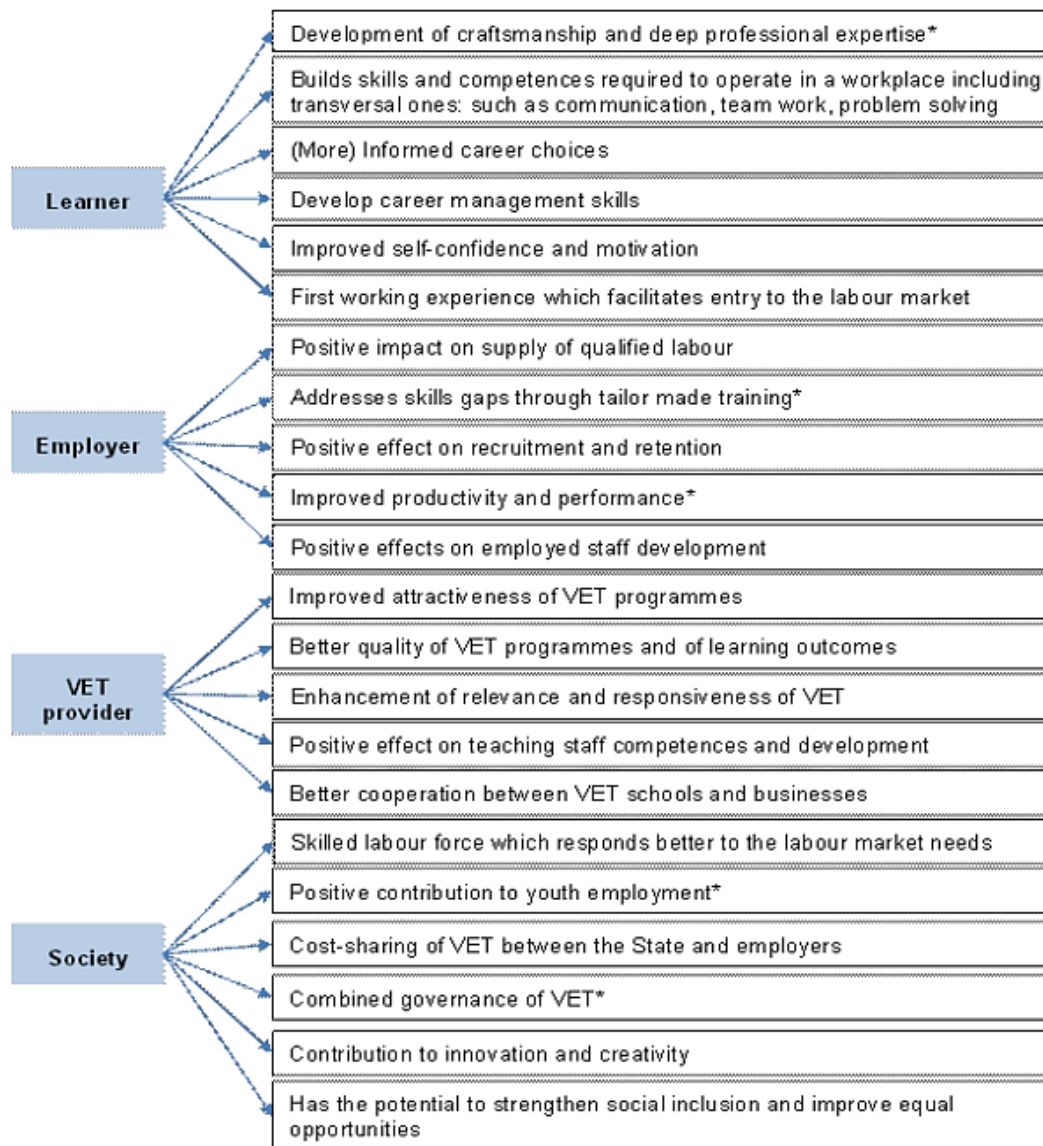 Learner
Development of craftsmanship and deep professional expertise*
Builds skills and competences required to operate in a workplace including
transversal ones: such as communication, team work, problem solving
(More) Informed career choices
Develop career management skills
Improved self-confidence and motivation
First working experience which facilitates entry to the labour market
Employer
Positive impact on supply of qualified labour
Addresses skills gaps through tailor made training*
Positive effect on recruitment and retention
Improved productivity and performance*
Positive effects on employed staff development
VET
provider
Improved attractiveness of VET programmes
Better quality of VET programmes and of learning outcomes
Enhancement of relevance and responsiveness of VET
Positive effect on teaching staff competences and development
Better cooperation between VET schools and businesses
Society
Skilled labour force which responds better to the labour market needs
Positive contribution to youth employment*
Cost-sharing of VET between the State and employers
Combined governance of VET*
Contribution to innovation and creativity
Has the potential to strengthen social inclusion and improve equal
opportunities